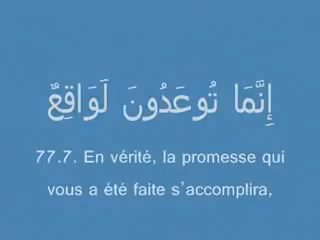 إِنَّمَا تُوعَدُونَ لَوَاقِعٌ
77.7. En vérité, la promesse qui
vous a été faite s'accomplira,